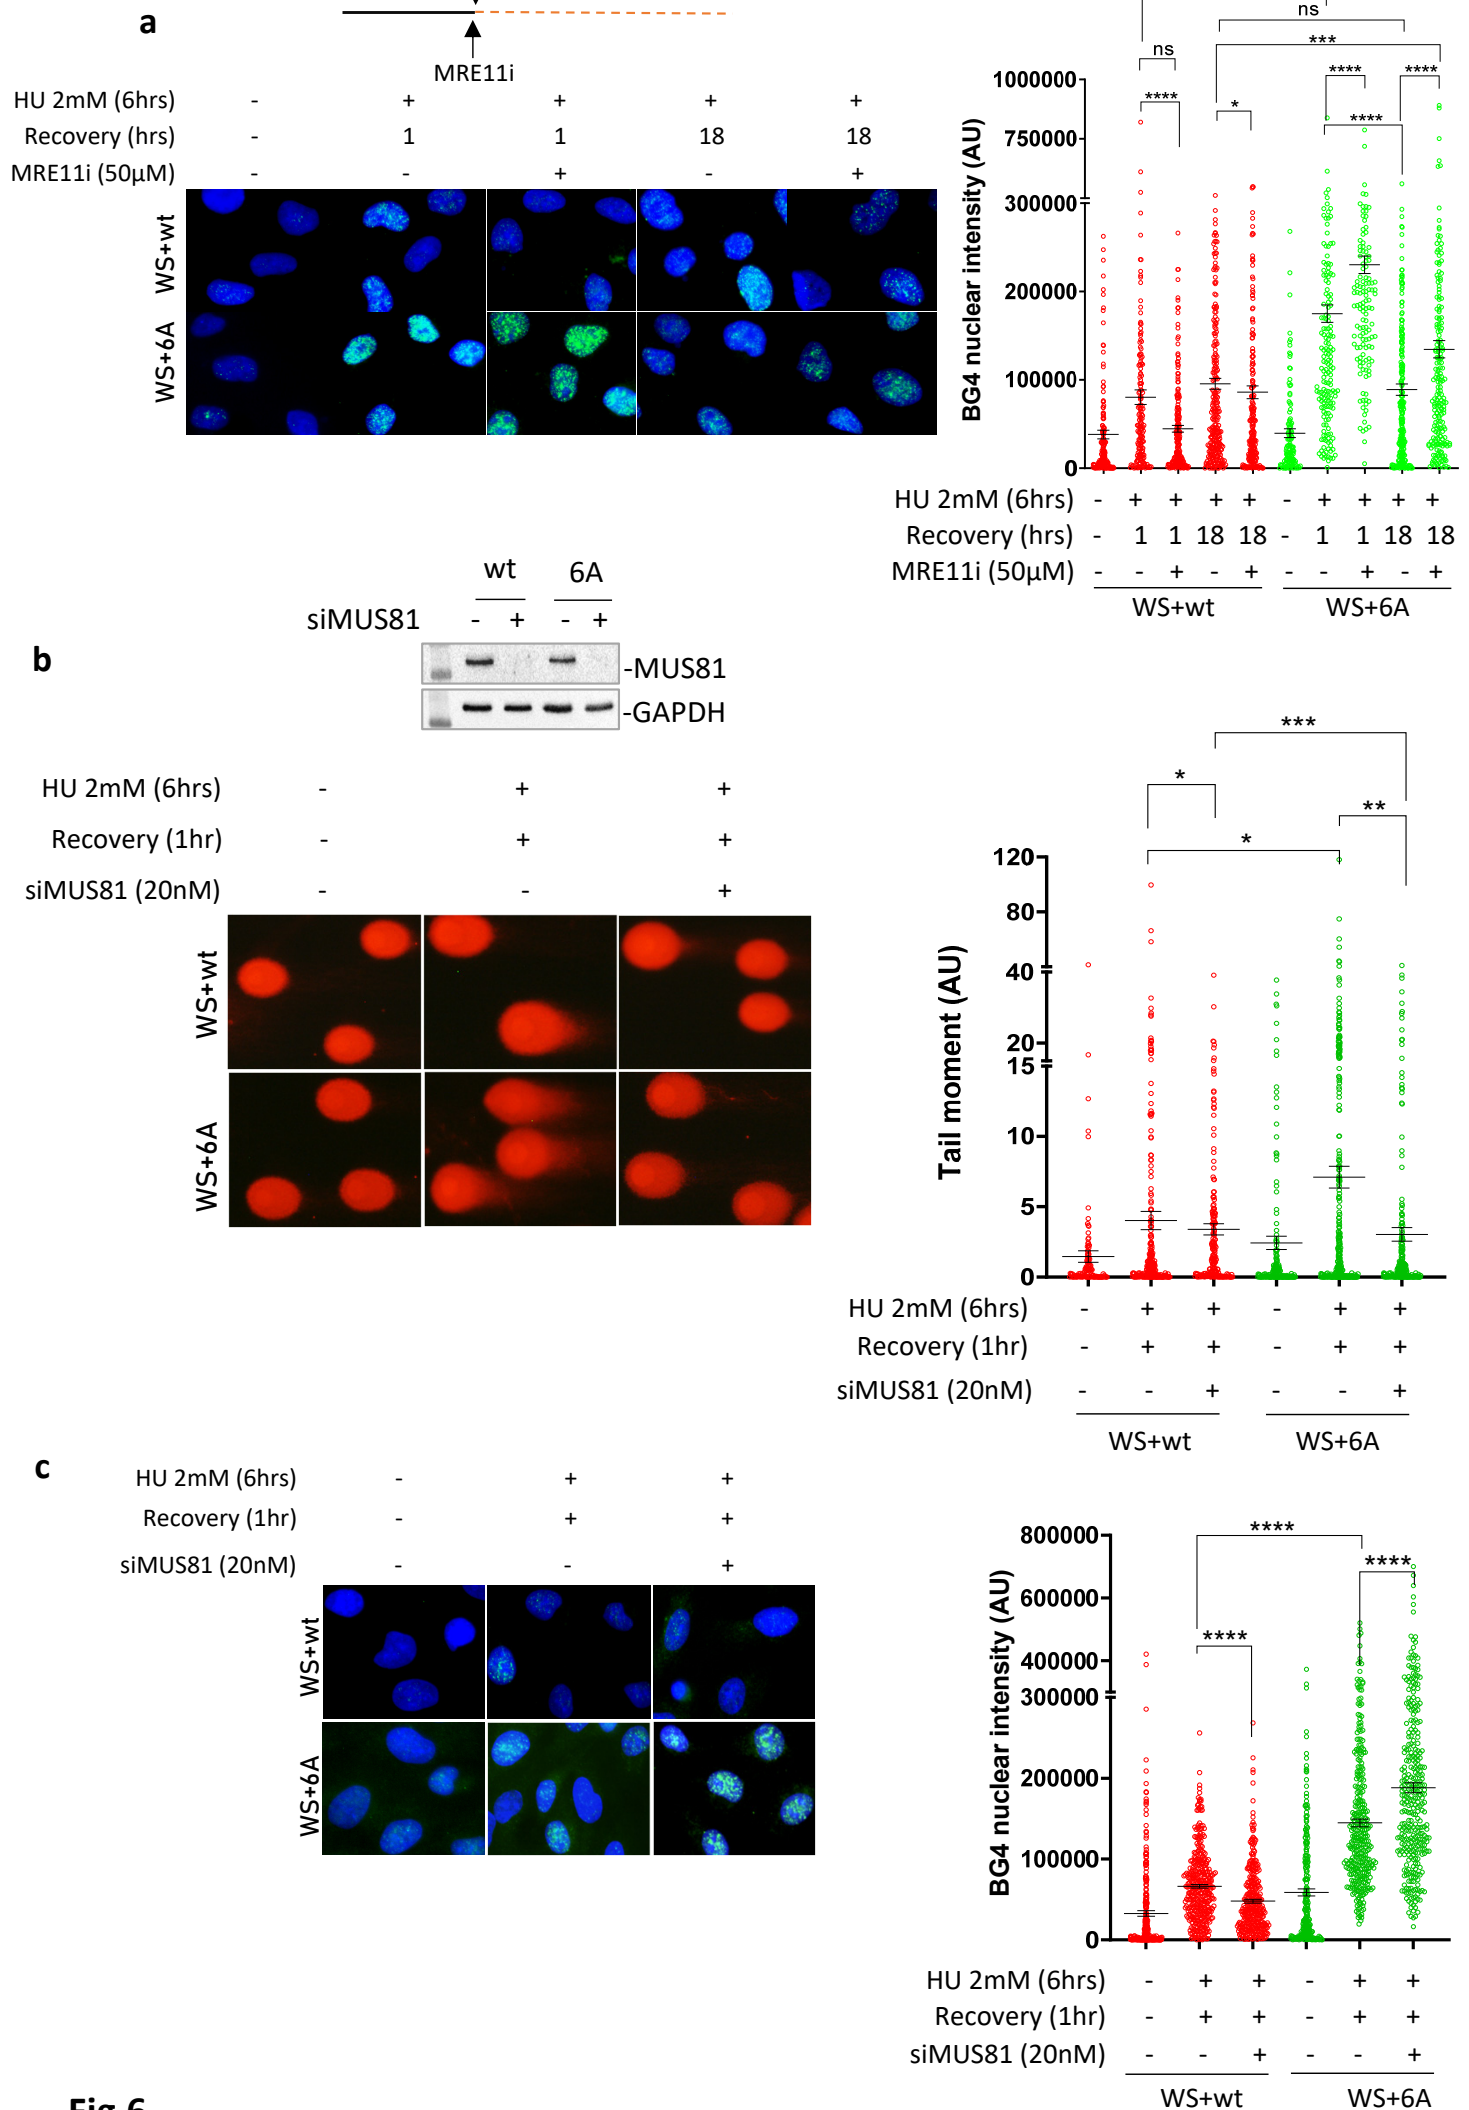 a
MRE11i
HU 2mM (6hrs) - + + + +
Recovery (hrs) - 1 1 18 18
MRE11i (50µM) - - + - +
WS+wt
WS+6A
ns
***
ns
****
*
****
****
****
BG4 nuclear intensity (AU)
1000000
750000
300000
200000
100000
0
HU 2mM (6hrs) - + + + + - + + + +
Recovery (hrs) - 1 1 18 18 - 1 1 18 18
MRE11i (50µM) - - + - + - - + - +
WS+wt WS+6A
b
wt 6A
siMUS81 - + - +
-MUS81
-GAPDH
HU 2mM (6hrs) - + +
Recovery (1hr) - + +
siMUS81 (20nM) - - +
WS+wt
WS+6A
***
*
**
*
Tail moment (AU)
120
80
40
20
15
10
5
0
HU 2mM (6hrs) - + + - + +
Recovery (1hr) - + + - + +
siMUS81 (20nM) - - + - - +
WS+wt WS+6A
c
HU 2mM (6hrs) - + +
Recovery (1hr) - + +
siMUS81 (20nM) - - +
WS+wt
WS+6A
****
****
****
BG4 nuclear intensity (AU)
800000
600000
400000
300000
200000
100000
0
HU 2mM (6hrs) - + + - + +
Recovery (1hr) - + + - + +
siMUS81 (20nM) - - + - - +
WS+wt WS+6A
Fig 6